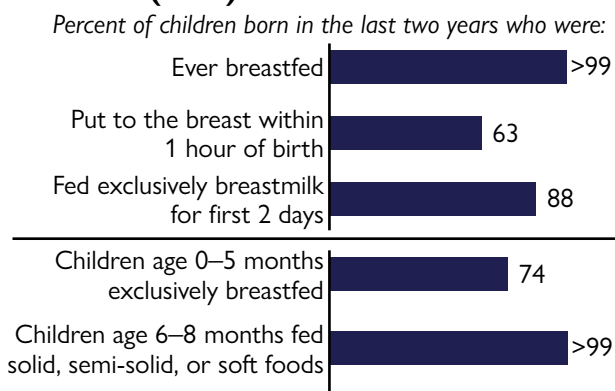 Percent of children born in the last two years who were:
Ever breastfed
>99
Put to the breast within
1 hour of birth
63
Fed exclusively breastmilk
for first 2 days
88
Children age 0–5 months
exclusively breastfed
74
Children age 6–8 months fed
solid, semi-solid, or soft foods
>99